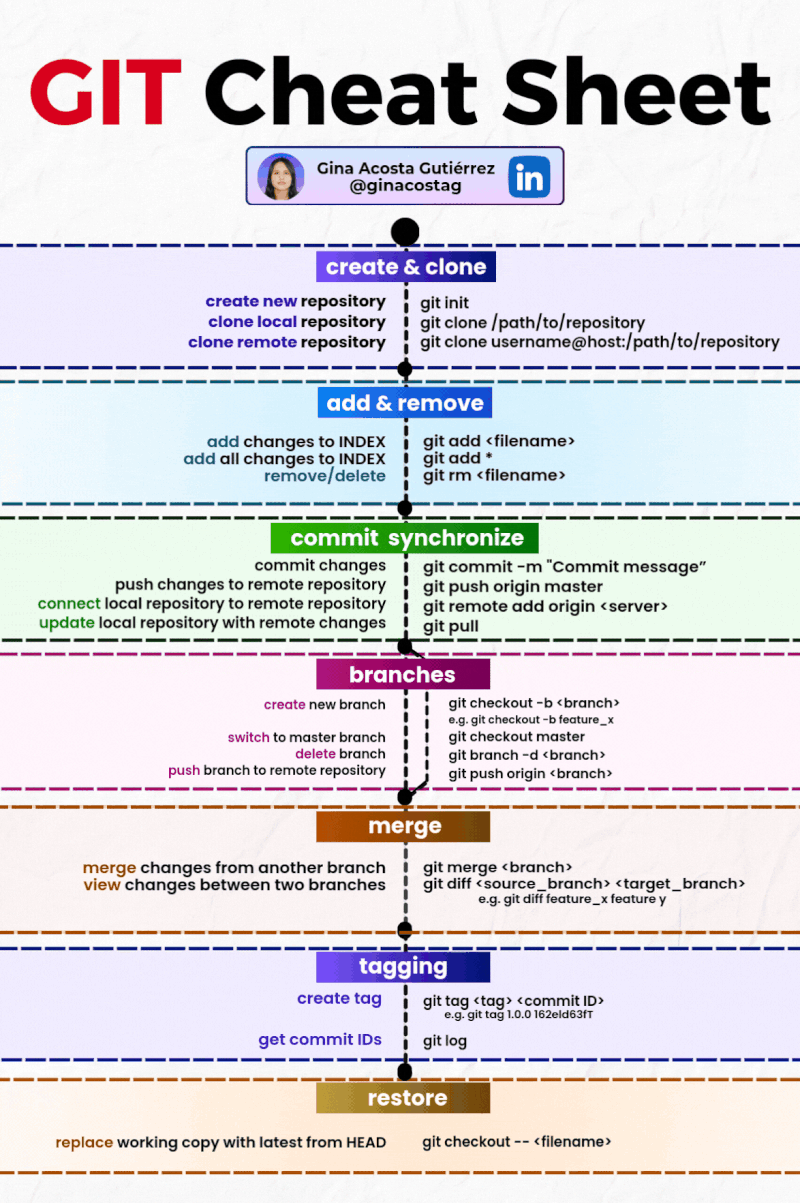 GIT Cheat Sheet
Gina Acosta Gutiérrez
@ginacostag
in
create & clone
create new repository git init
clone local repository git clone /path/to/repository
clone remote repository git clone username@host:/path/to/repository
add & remove
add changes to INDEX git add <filename>
add all changes to INDEX git add *
remove/delete git rm <filename>
commit synchronize
commit changes git commit -m "Commit message”
push changes to remote repository git push origin master
connect local repository to remote repository git remote add origin <server>
update local repository with remote changes git pull
branches
create new branch git checkout -b <branch>
e.g. git checkout -b feature_x
switch to master branch git checkout master
delete branch git branch -d <branch>
push branch to remote repository git push origin <branch>
merge
merge changes from another branch git merge <branch>
view changes between two branches git diff <source_branch> <target_branch>
e.g. git diff feature_x feature y
tagging
create tag git tag <tag> <commit ID>
e.g. git tag 1.0.0 162eId63fT
get commit IDs git log
restore
replace working copy with latest from HEAD git checkout -- <filename>